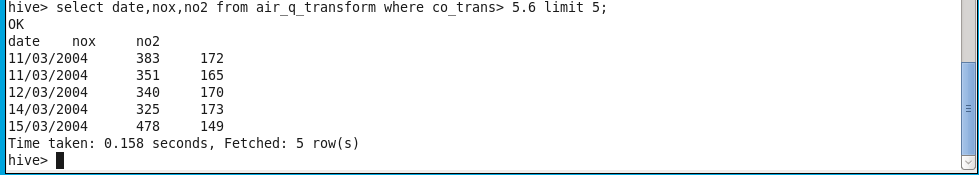 hive> select date,nox,no2 from air_q_transform where co_trans> 5.6 limit 5;
OK
date    nox     no2
11/03/2004      383     172
11/03/2004      351     165
12/03/2004      340     170
14/03/2004      325     173
15/03/2004      478     149
Time taken: 0.158 seconds, Fetched: 5 row(s)
hive>